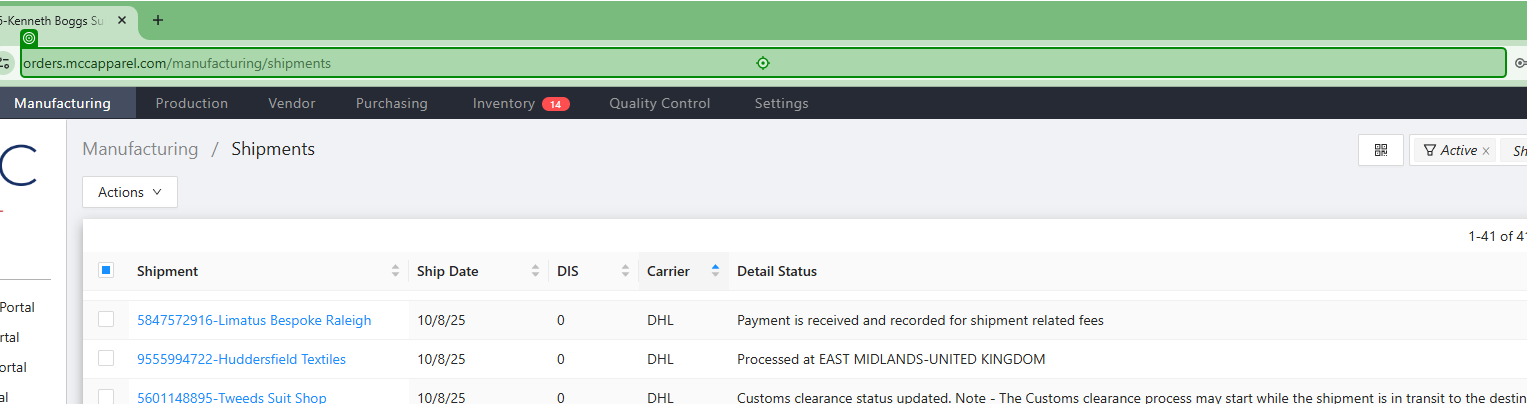 5-Kenneth Boggs Su
orders.mccapparel.com/manufacturing/shipments
Manufacturing Production Vendor Purchasing Inventory 14 Quality Control Settings
Manufacturing / Shipments
Active Sh
Actions
1-41 of 41
Shipment Ship Date DIS Carrier Detail Status
Portal
5847572916-Limatus Bespoke Raleigh 10/8/25 0 DHL Payment is received and recorded for shipment related fees
rtal
9555994722-Huddersfield Textiles 10/8/25 0 DHL Processed at EAST MIDLANDS-UNITED KINGDOM
ortal
5601148895-Tweeds Suit Shop 10/8/25 0 DHL Customs clearance status updated. Note - The Customs clearance process may start while the shipment is in transit to the destin
al